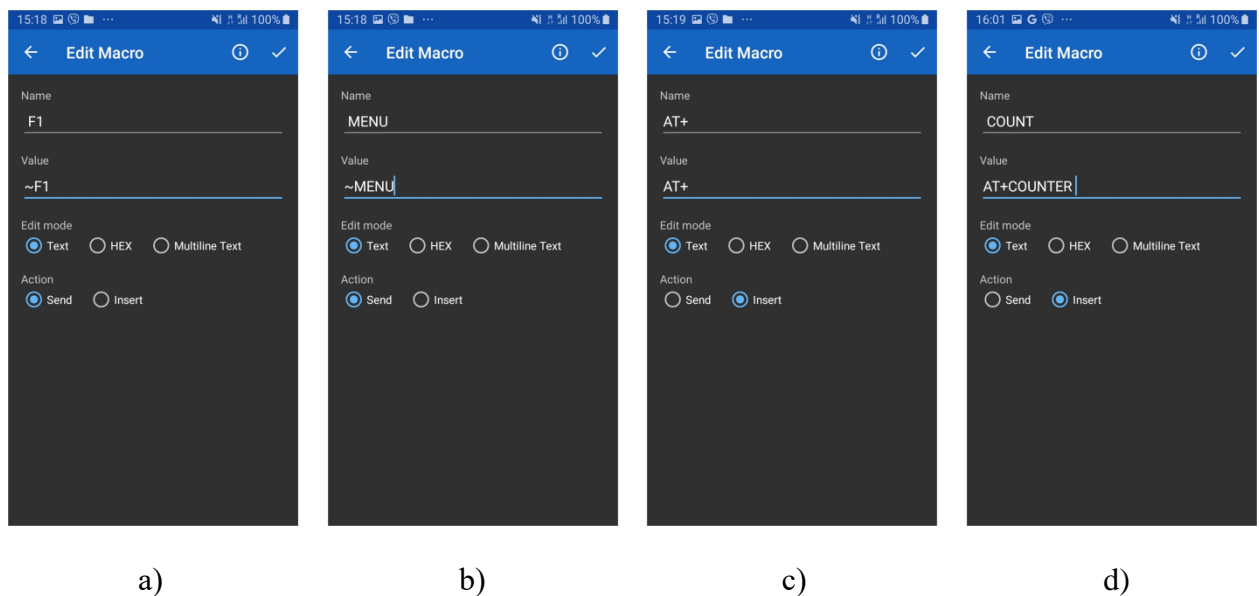 15:18 ··· 100%
Edit Macro
Name
F1
Value
~F1
Edit mode
Text HEX Multiline Text
Action
Send Insert
a)
15:18 ··· 100%
Edit Macro
Name
MENU
Value
~MENU
Edit mode
Text HEX Multiline Text
Action
Send Insert
b)
15:19 ··· 100%
Edit Macro
Name
AT+
Value
AT+
Edit mode
Text HEX Multiline Text
Action
Send Insert
c)
16:01 G ··· 100%
Edit Macro
Name
COUNT
Value
AT+COUNTER
Edit mode
Text HEX Multiline Text
Action
Send Insert
d)